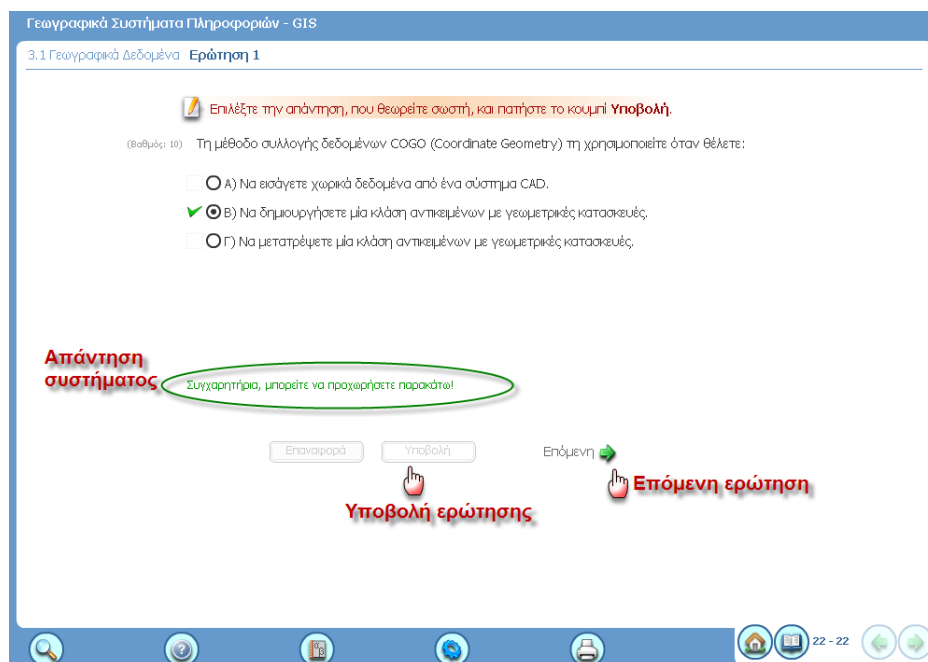 Γεωγραφικά Συστήματα Πληροφοριών - GIS
3.1 Γεωγραφικά Δεδομένα Ερώτηση 1
Επιλέξτε την απάντηση, που θεωρείτε σωστή, και πατήστε το κουμπί Υποβολή.
(Βαθμός: 10) Τη μέθοδο συλλογής δεδομένων COGO (Coordinate Geometry) τη χρησιμοποιείτε όταν θέλετε:
Α) Να εισάγετε χωρικά δεδομένα από ένα σύστημα CAD.
Β) Να δημιουργήσετε μία κλάση αντικειμένων με γεωμετρικές κατασκευές.
Γ) Να μετατρέψετε μία κλάση αντικειμένων με γεωμετρικές κατασκευές.
Απάντηση
συστήματος
Συγχαρητήρια, μπορείτε να προχωρήσετε παρακάτω!
Επαναφορά Υποβολή Επόμενη
Επόμενη ερώτηση
Υποβολή ερώτησης
22 - 22